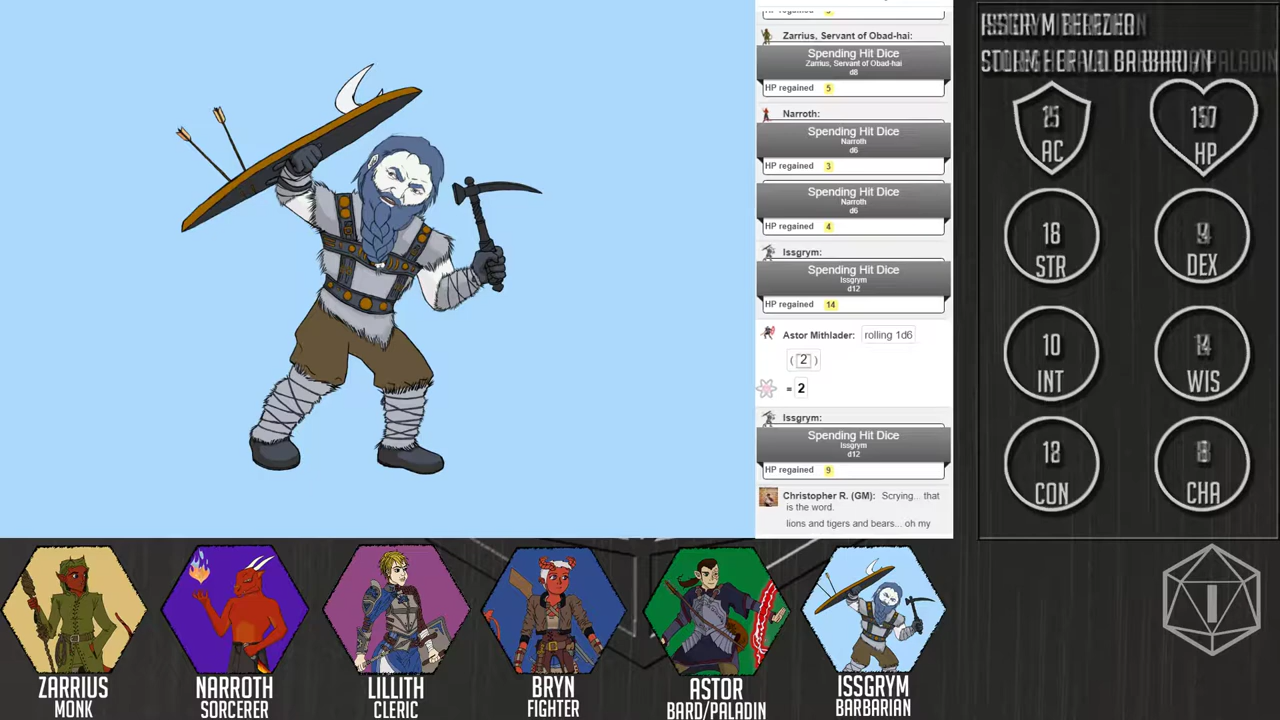 HP regained
Zarrius, Servant of Obad-hai:
Spending Hit Dice
Zarrius, Servant of Obad-hai
d8
HP regained 5
Narroth:
Spending Hit Dice
Narroth
d6
HP regained 3
Spending Hit Dice
Narroth
d6
HP regained 4
Issgrym:
Spending Hit Dice
Issgrym
d12
HP regained 14
Astor Mithlader: rolling 1d6
(2)
= 2
Issgrym:
Spending Hit Dice
Issgrym
d12
HP regained 9
Christopher R. (GM): Scrying... that
is the word.
lions and tigers and bears... oh my
ISSGRYM
AC
HP
18
STR
DEX
10
INT
14
WIS
18
CON
CHA
ZARRIUS
MONK
NARROTH
SORCERER
LILLITH
CLERIC
BRYN
FIGHTER
ASTOR
BARD/PALADIN
ISSGRYM
BARBARIAN